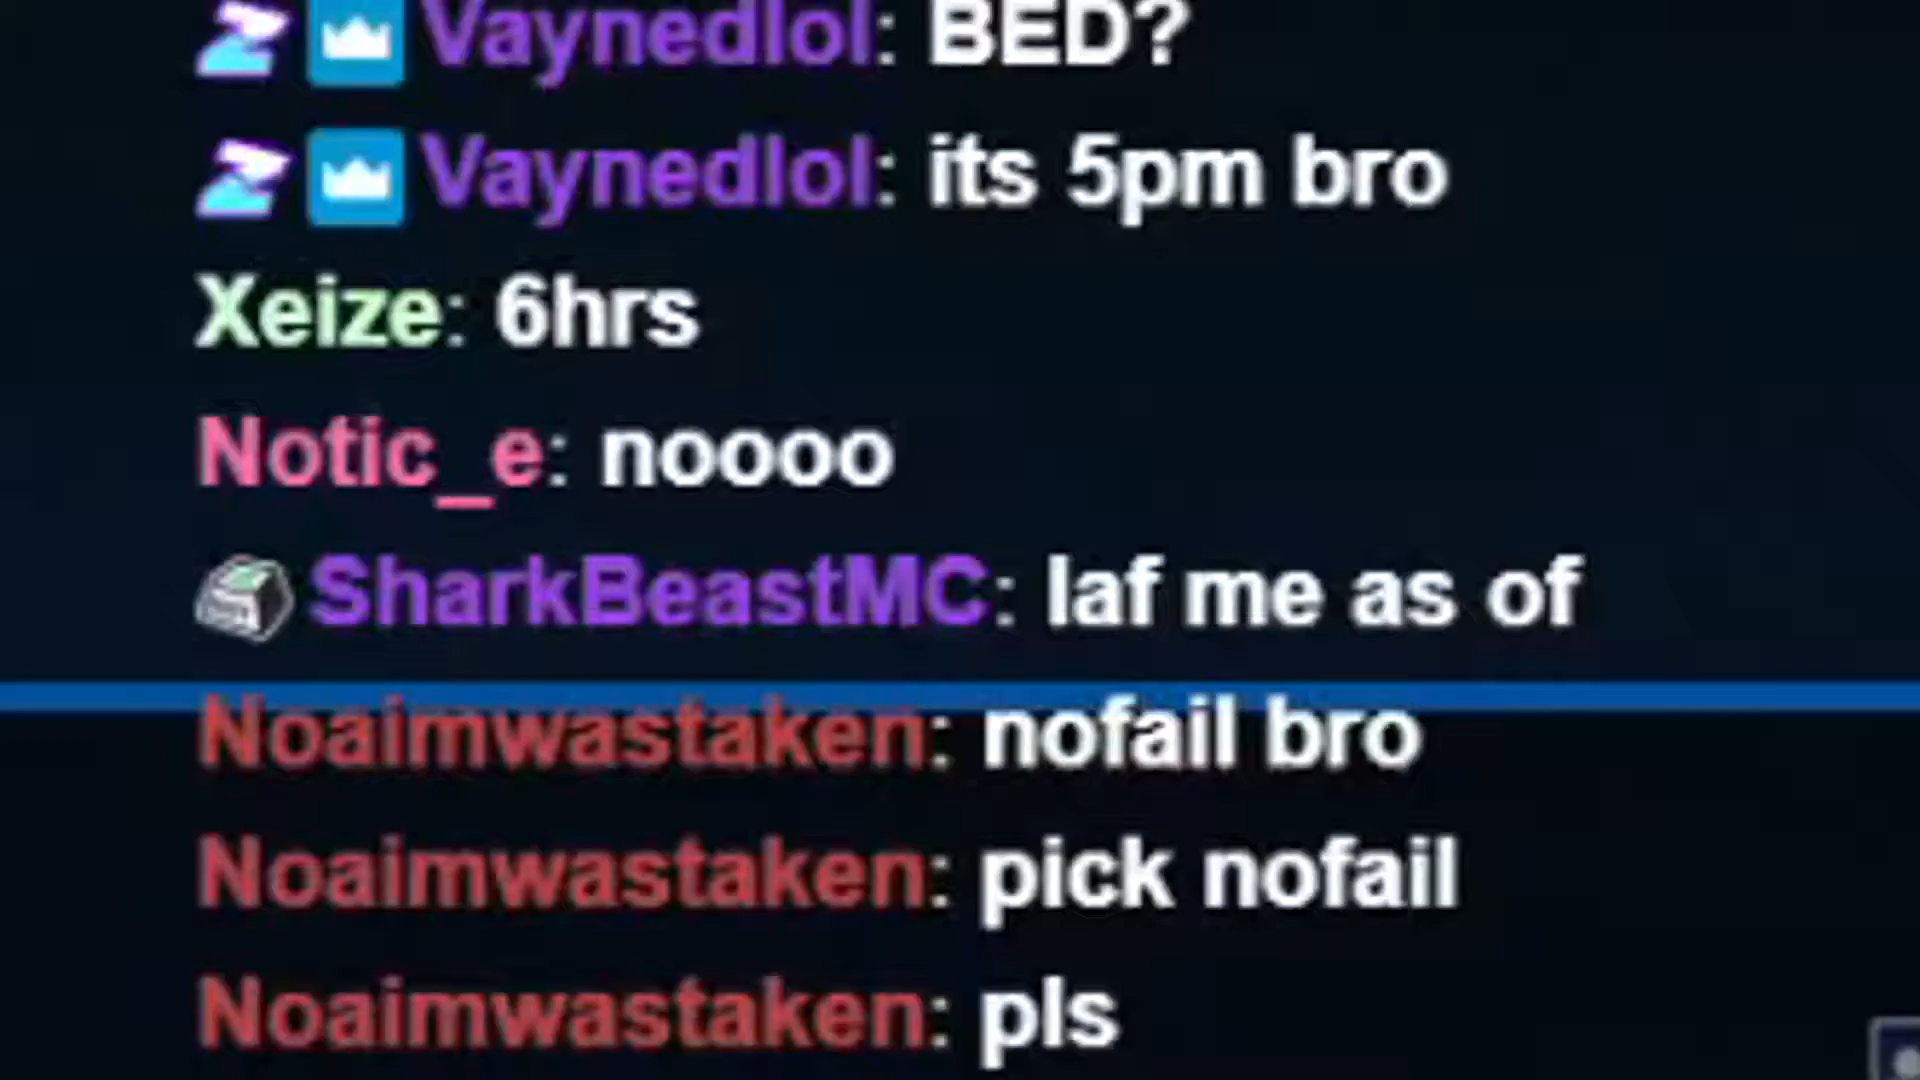 Vaynedlol: BED?
Vaynedlol: its 5pm bro
Xeize: 6hrs
Notic_e: noooo
SharkBeastMC: laf me as of
Noaimwastaken: nofail bro
Noaimwastaken: pick nofail
Noaimwastaken: pls